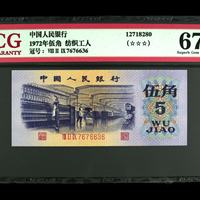 CG
ARRANTY
中国人民银行
1972年伍角 纺织工人
冠号: VIII II IX 7676636
12718280
(☆☆☆)
67
Superb Gem
中国人民银行
伍角
5
WU JIAO
VIII II IX 7676636